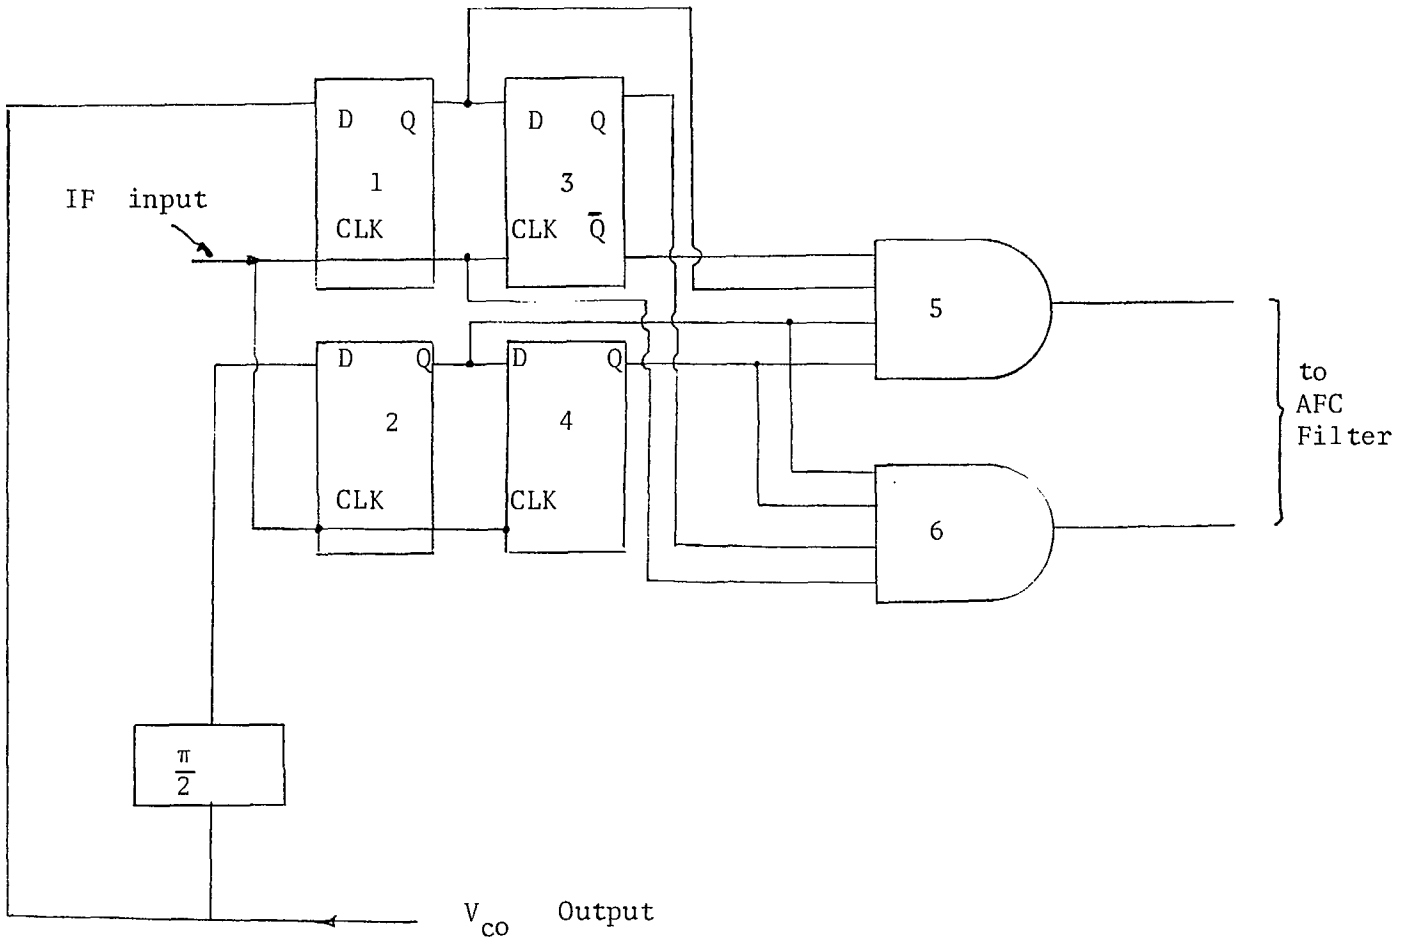 D Q
1
CLK
D Q
3
CLK Q̄
IF input
5
D Q
2
CLK
D Q
4
CLK
6
to
AFC
Filter
π
2
Vco Output